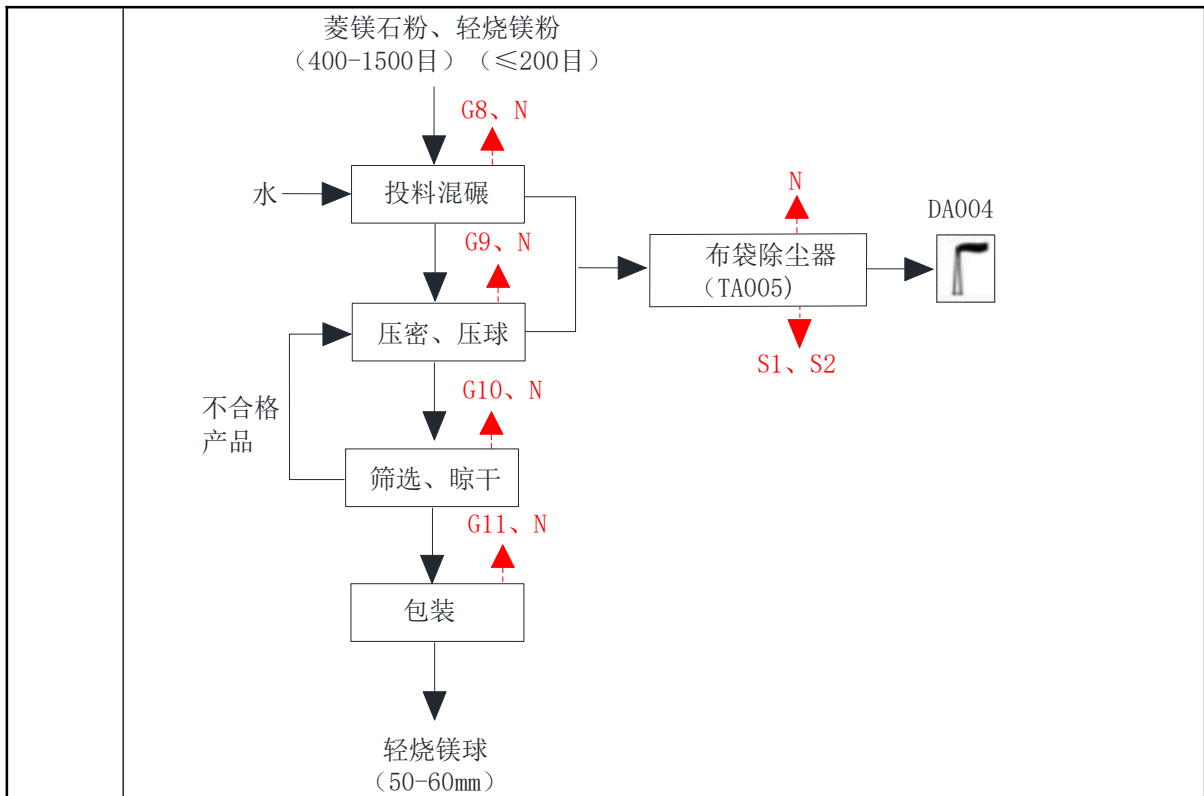 菱镁石粉、轻烧镁粉
（400-1500目）（≤200目）
G8、N
水
投料混碾
N
DA004
G9、N
布袋除尘器
（TA005）
压密、压球
S1、S2
G10、N
不合格
产品
筛选、晾干
G11、N
包装
轻烧镁球
（50-60mm）